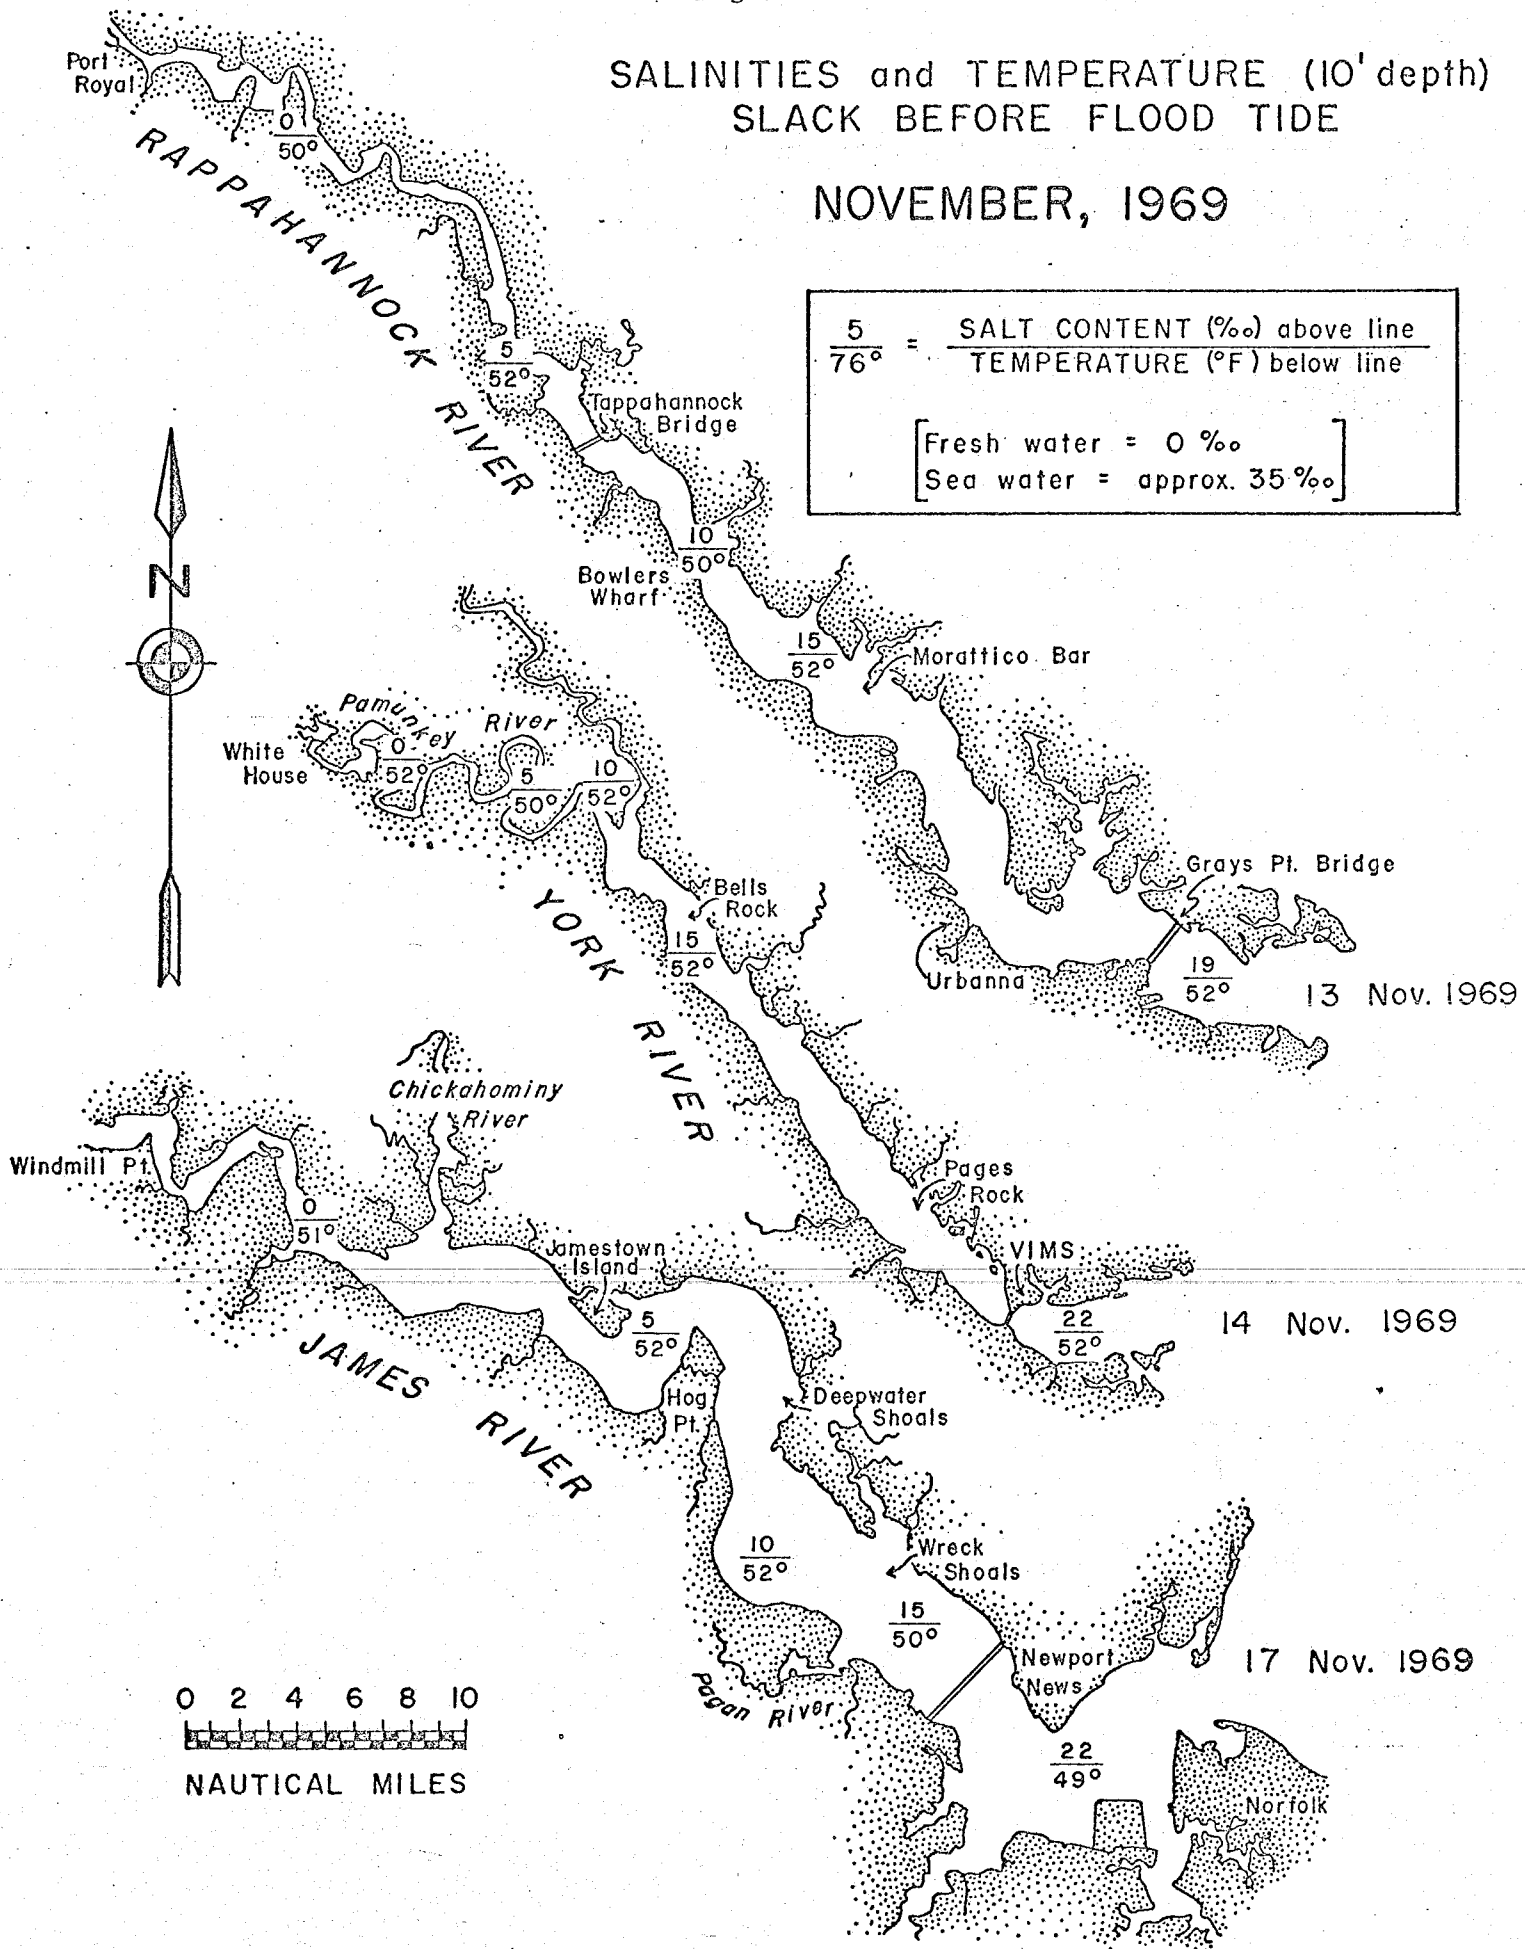 SALINITIES and TEMPERATURE (10' depth)
SLACK BEFORE FLOOD TIDE
NOVEMBER, 1969
5
76°
=
SALT CONTENT (‰) above line
TEMPERATURE (°F) below line
Fresh water = 0 ‰
Sea water = approx. 35 ‰
Port
Royal
0
50°
RAPPAHANNOCK RIVER
5
52°
Tappahannock
Bridge
10
50°
Bowlers
Wharf
15
52°
Morattico Bar
Grays Pt. Bridge
Urbanna
19
52°
13 Nov. 1969
N
Pamunkey River
White
House
0
52°
5
50°
10
52°
Bells
Rock
15
52°
YORK RIVER
Pages
Rock
VIMS
22
52°
14 Nov. 1969
Chickahominy
River
Windmill Pt.
0
51°
Jamestown
Island
5
52°
JAMES RIVER
Hog
Pt.
Deepwater
Shoals
10
52°
Wreck
Shoals
15
50°
Newport
News
Pagan River
17 Nov. 1969
22
49°
Norfolk
0 2 4 6 8 10
NAUTICAL MILES